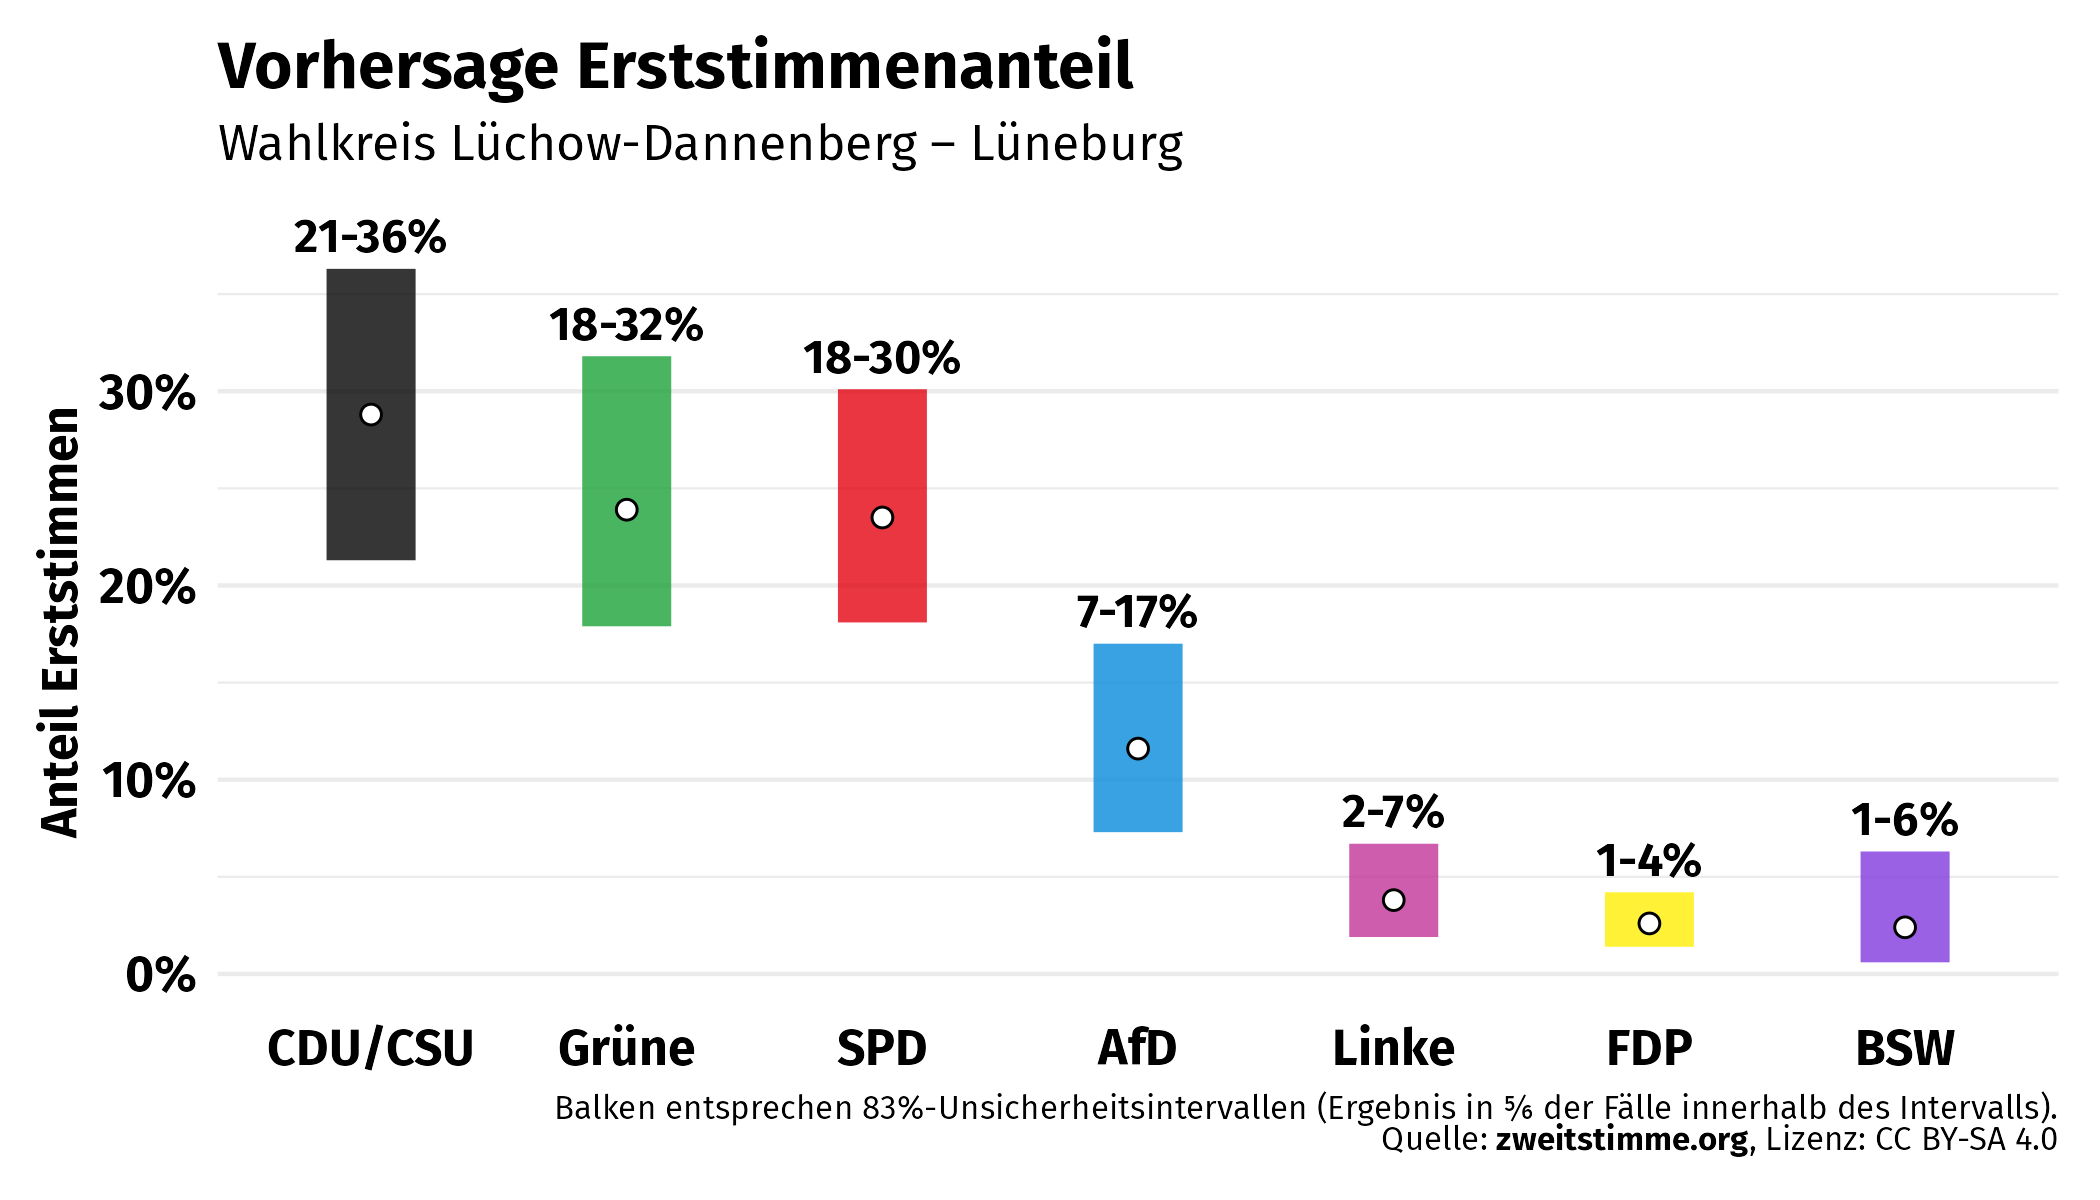 Vorhersage Erststimmenanteil
Wahlkreis Lüchow-Dannenberg – Lüneburg
21-36%
18-32%
18-30%
7-17%
2-7%
1-4%
1-6%
Anteil Erststimmen
30%
20%
10%
0%
CDU/CSU Grüne SPD AfD Linke FDP BSW
Balken entsprechen 83%-Unsicherheitsintervallen (Ergebnis in ⅚ der Fälle innerhalb des Intervalls).
Quelle: zweitstimme.org, Lizenz: CC BY-SA 4.0